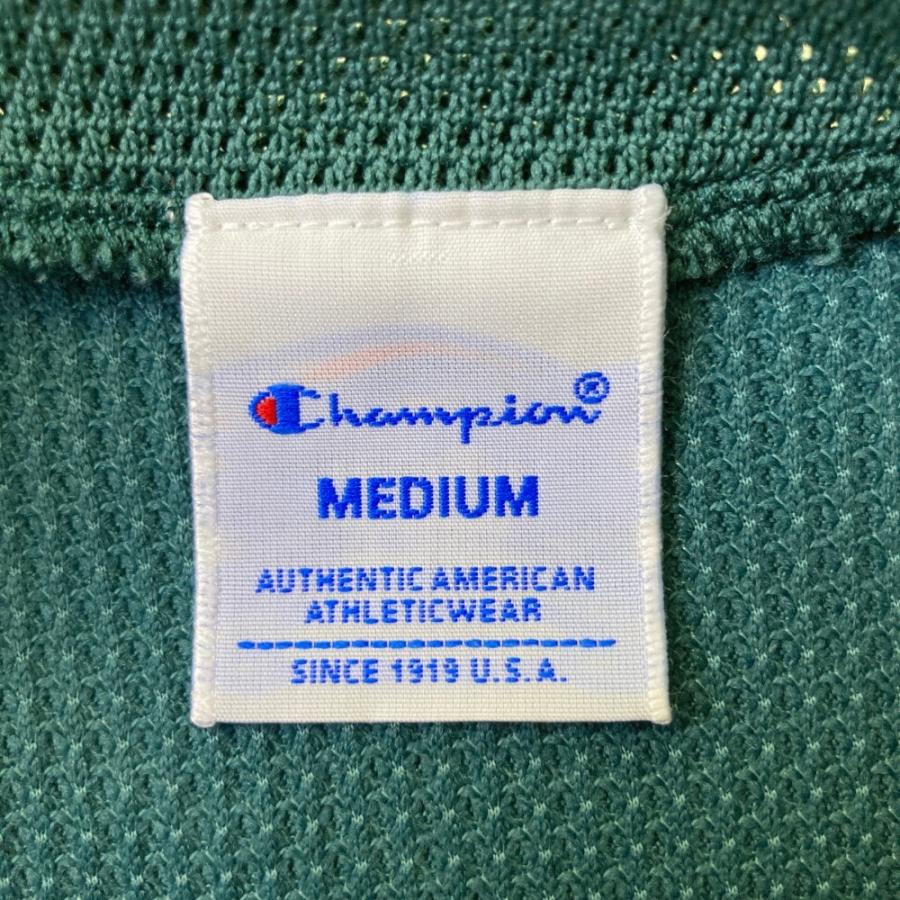 Champion®
MEDIUM
AUTHENTIC AMERICAN
ATHLETICWEAR
SINCE 1919 U.S.A.